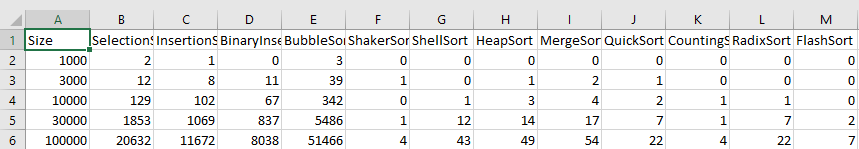 A B C D E F G H I J K L M
1 Size SelectionS InsertionS BinaryInse BubbleSor ShakerSor ShellSort HeapSort MergeSor QuickSort CountingS RadixSort FlashSort
2 1000 2 1 0 3 0 0 0 0 0 0 0 0
3 3000 12 8 11 39 1 0 1 2 1 0 0 0
4 10000 129 102 67 342 0 1 3 4 2 1 1 0
5 30000 1853 1069 837 5486 1 12 14 17 7 1 7 2
6 100000 20632 11672 8038 51466 4 43 49 54 22 4 22 7